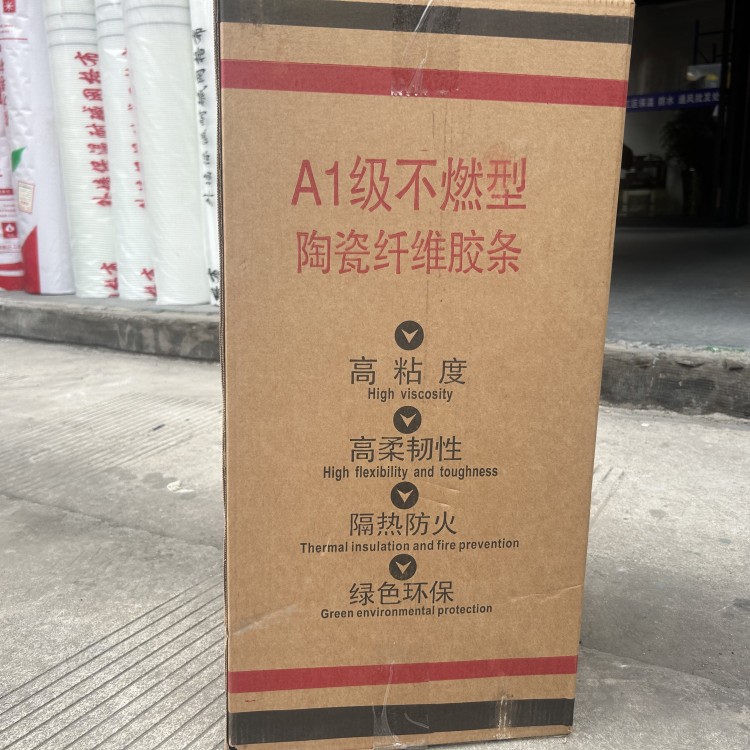 A1级不燃型
陶瓷纤维胶条
高粘度
High viscosity
高柔韧性
High flexibility and toughness
隔热防火
Thermal insulation and fire prevention
绿色环保
Green environmental protection